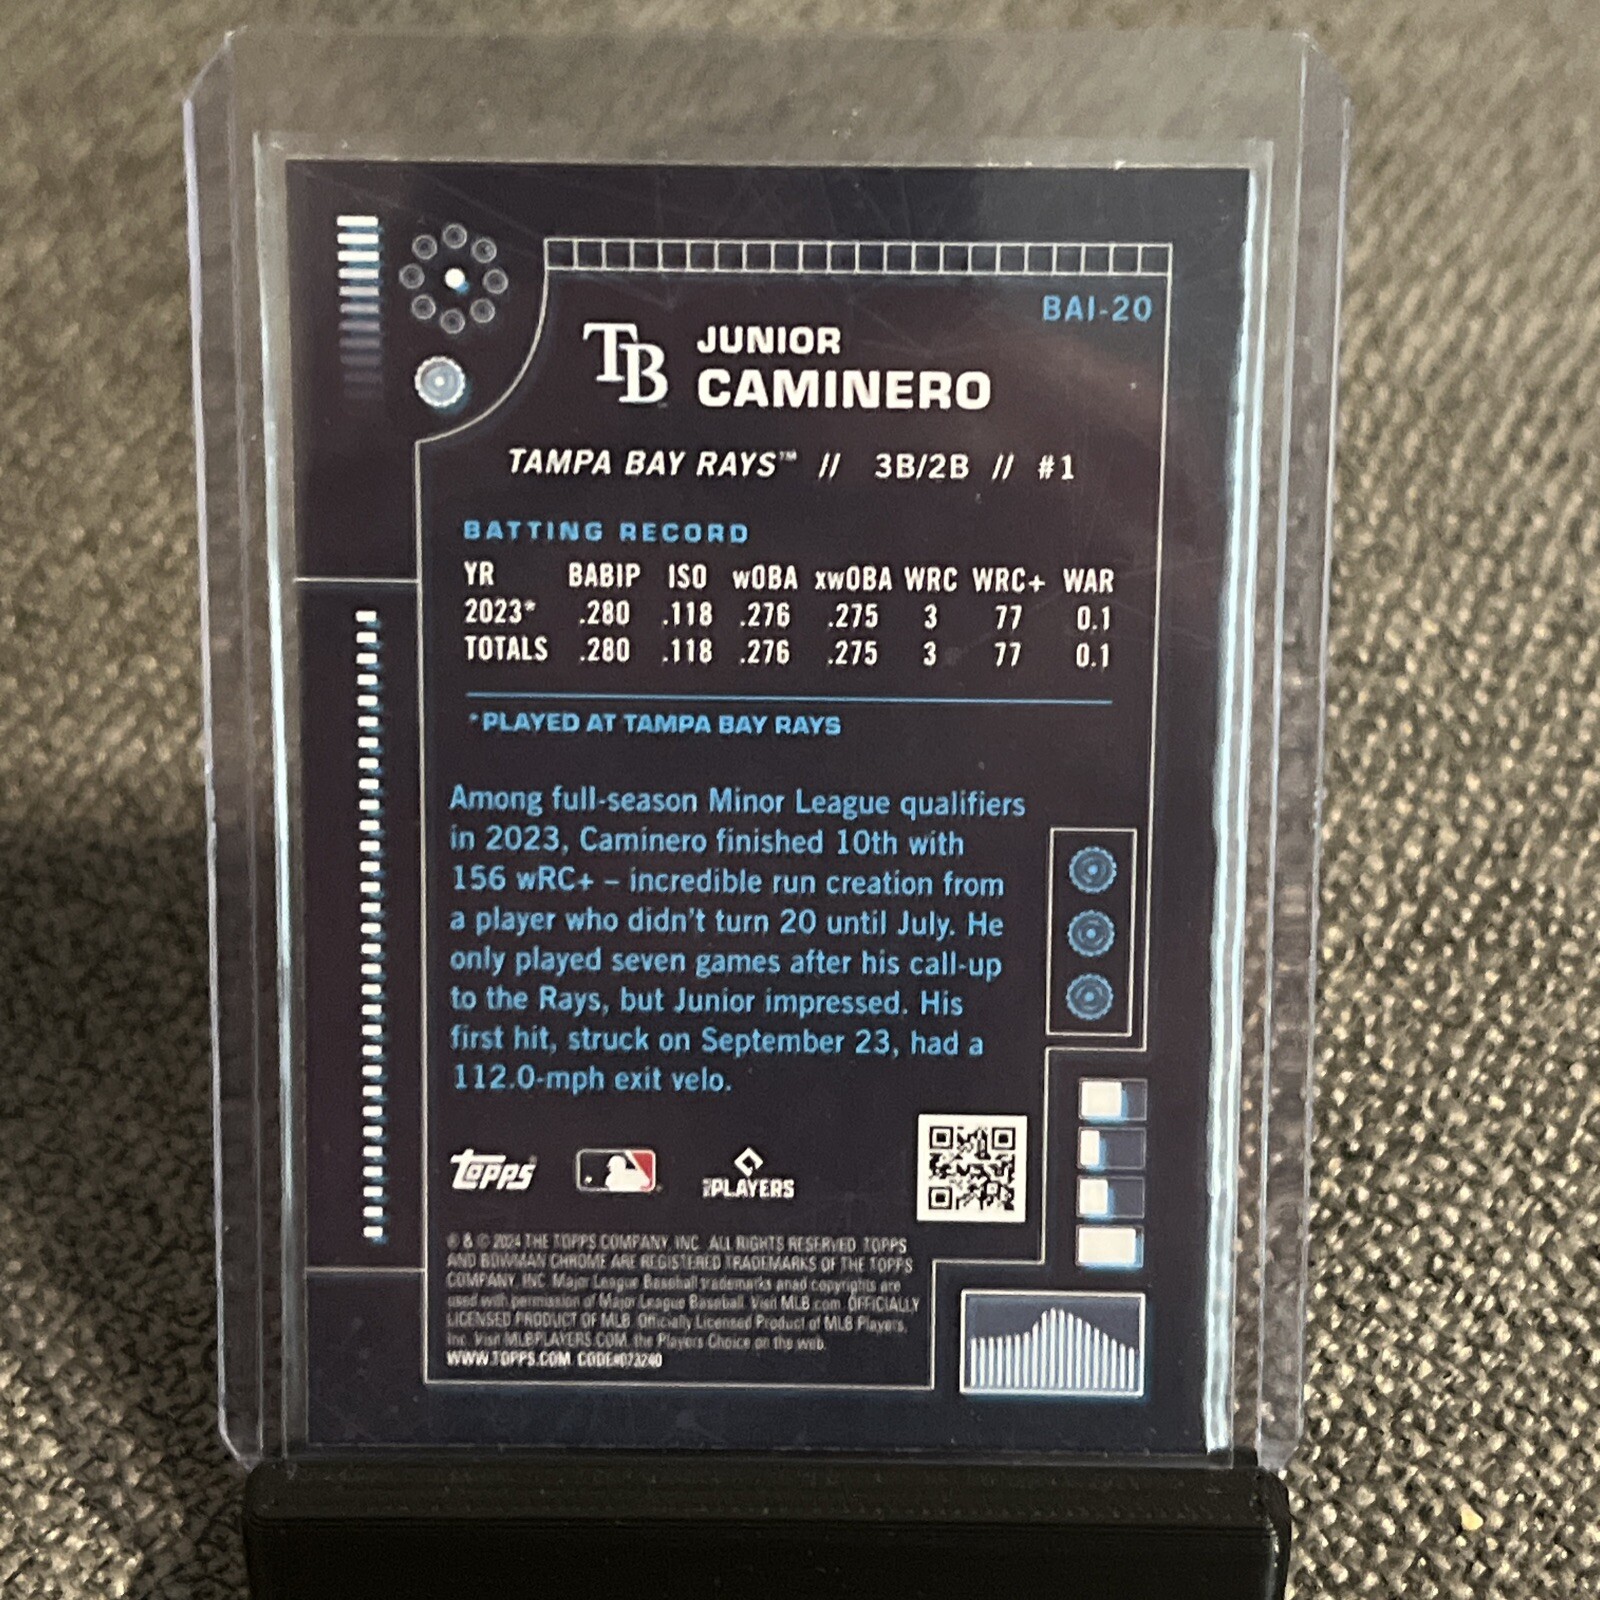 BAI-20
TB
JUNIOR
CAMINERO
TAMPA BAY RAYS™ // 3B/2B // #1
BATTING RECORD
YR BABIP ISO wOBA xwOBA WRC WRC+ WAR
2023* .280 .118 .276 .275 3 77 0.1
TOTALS .280 .118 .276 .275 3 77 0.1
*PLAYED AT TAMPA BAY RAYS
Among full-season Minor League qualifiers
in 2023, Caminero finished 10th with
156 wRC+ – incredible run creation from
a player who didn't turn 20 until July. He
only played seven games after his call-up
to the Rays, but Junior impressed. His
first hit, struck on September 23, had a
112.0-mph exit velo.
Topps PLAYERS
® & © 2024 THE TOPPS COMPANY, INC. ALL RIGHTS RESERVED. TOPPS
AND BOWMAN CHROME ARE REGISTERED TRADEMARKS OF THE TOPPS
COMPANY, INC. Major League Baseball trademarks anad copyrights are
used with permission of Major League Baseball. Visit MLB.com. OFFICIALLY
LICENSED PRODUCT OF MLB. Officially Licensed Product of MLB Players,
Inc. Visit MLBPLAYERS.COM, the Players Choice on the web.
WWW.TOPPS.COM CODE#D73240